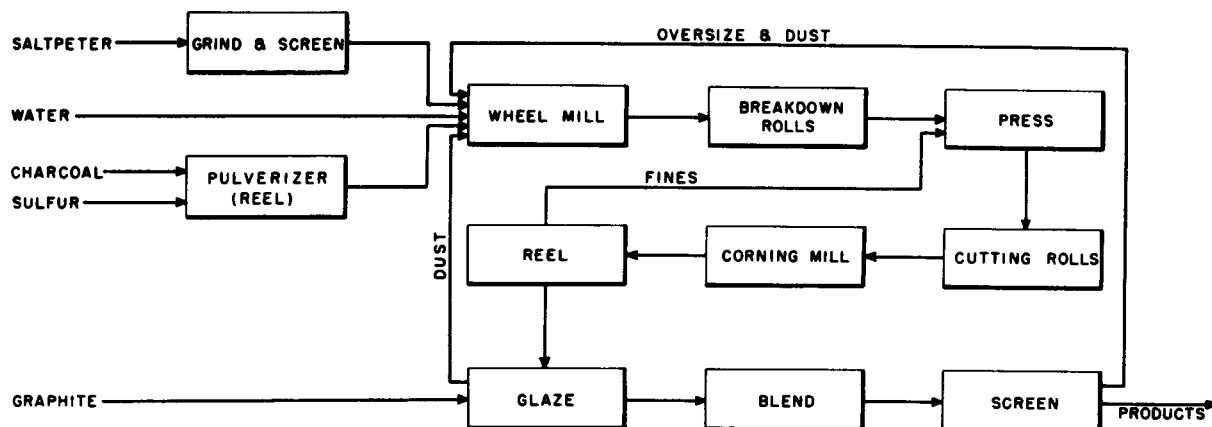 OVERSIZE & DUST
SALTPETER
GRIND & SCREEN
WATER
WHEEL MILL
BREAKDOWN
ROLLS
PRESS
CHARCOAL
SULFUR
PULVERIZER
(REEL)
FINES
DUST
REEL
CORNING MILL
CUTTING ROLLS
GRAPHITE
GLAZE
BLEND
SCREEN
PRODUCTS